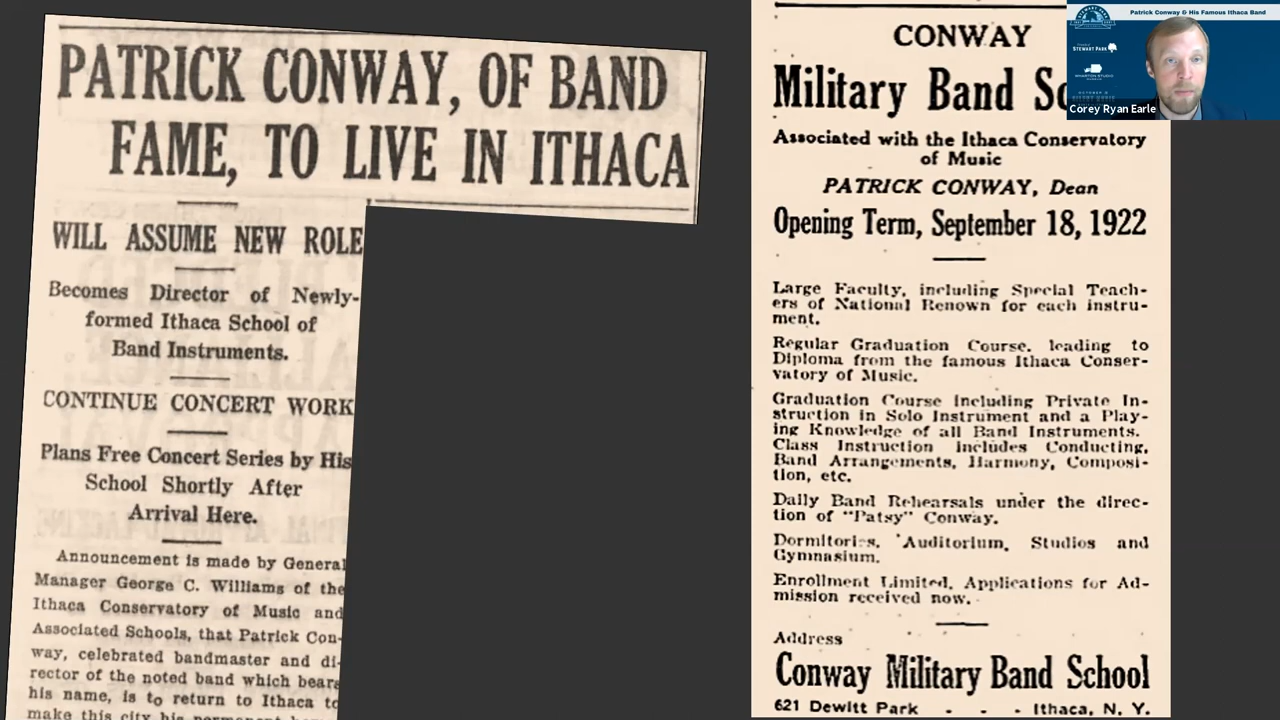 PATRICK CONWAY, OF BAND
FAME, TO LIVE IN ITHACA
WILL ASSUME NEW ROLE
Becomes Director of Newly-
formed Ithaca School of
Band Instruments.
CONTINUE CONCERT WORK
Plans Free Concert Series by His
School Shortly After
Arrival Here.
Announcement is made by General
Manager George C. Williams of the
Ithaca Conservatory of Music and
Associated Schools, that Patrick Con-
way, celebrated bandmaster and di-
rector of the noted band which bears
his name, is to return to Ithaca to
make this city his
CONWAY
Military Band
Associated with the Ithaca Conservatory
of Music
PATRICK CONWAY, Dean
Opening Term, September 18, 1922
Large Faculty, including Special Teach-
ers of National Renown for each instru-
ment.
Regular Graduation Course, leading to
Diploma from the famous Ithaca Conser-
vatory of Music.
Graduation Course including Private In-
struction in Solo Instrument and a Play-
ing Knowledge of all Band Instruments.
Class Instruction includes Conducting,
Band Arrangements, Harmony, Composi-
tion, etc.
Daily Band Rehearsals under the direc-
tion of "Patsy" Conway.
Dormitories, Auditorium, Studios and
Gymnasium.
Enrollment Limited. Applications for Ad-
mission received now.
Address
Conway Military Band School
621 Dewitt Park - - - Ithaca, N. Y.
Patrick Conway & His Famous Ithaca Band
STEWART PARK
WHARTON STUDIO
Corey Ryan Earle